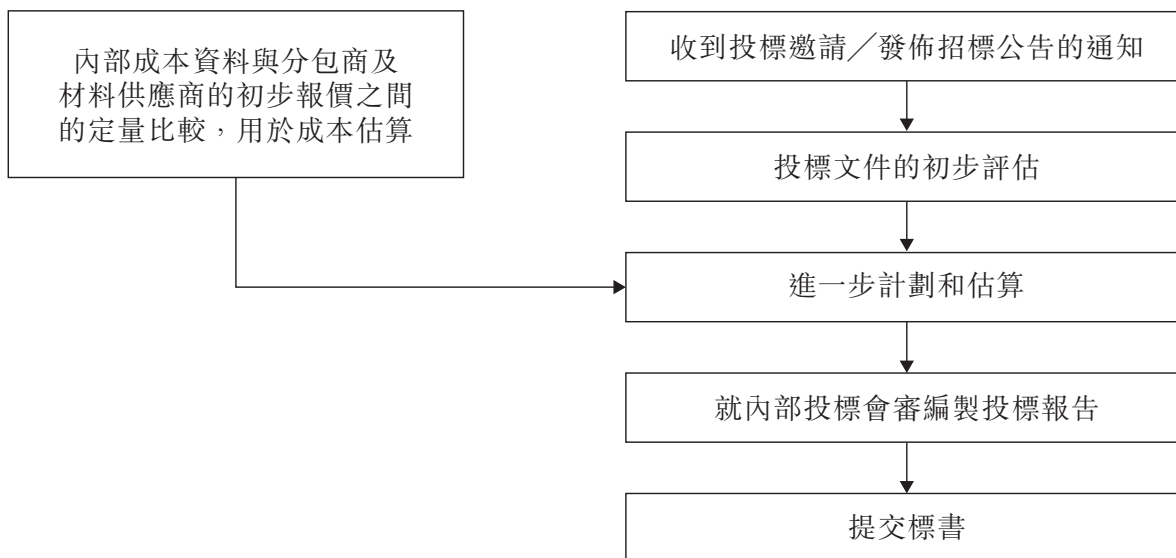 內部成本資料與分包商及
材料供應商的初步報價之間
的定量比較，用於成本估算
收到投標邀請／發佈招標公告的通知
投標文件的初步評估
進一步計劃和估算
就內部投標會審編製投標報告
提交標書